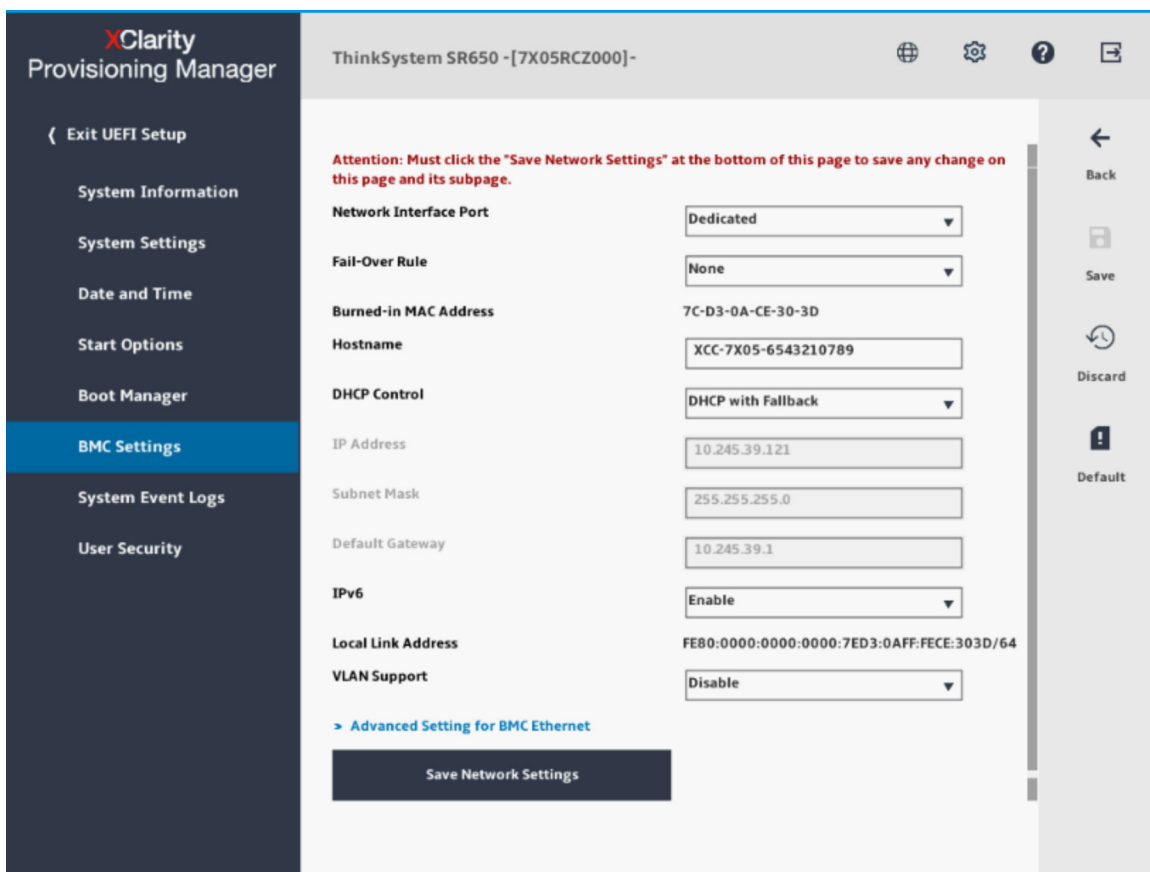 XClarity
Provisioning Manager
ThinkSystem SR650 -[7X05RCZ000]-
❬ Exit UEFI Setup
System Information
System Settings
Date and Time
Start Options
Boot Manager
BMC Settings
System Event Logs
User Security
Attention: Must click the "Save Network Settings" at the bottom of this page to save any change on
this page and its subpage.
Network Interface Port Dedicated
Fail-Over Rule None
Burned-in MAC Address 7C-D3-0A-CE-30-3D
Hostname XCC-7X05-6543210789
DHCP Control DHCP with Fallback
IP Address 10.245.39.121
Subnet Mask 255.255.255.0
Default Gateway 10.245.39.1
IPv6 Enable
Local Link Address FE80:0000:0000:0000:7ED3:0AFF:FECE:303D/64
VLAN Support Disable
> Advanced Setting for BMC Ethernet
Save Network Settings
Back
Save
Discard
Default